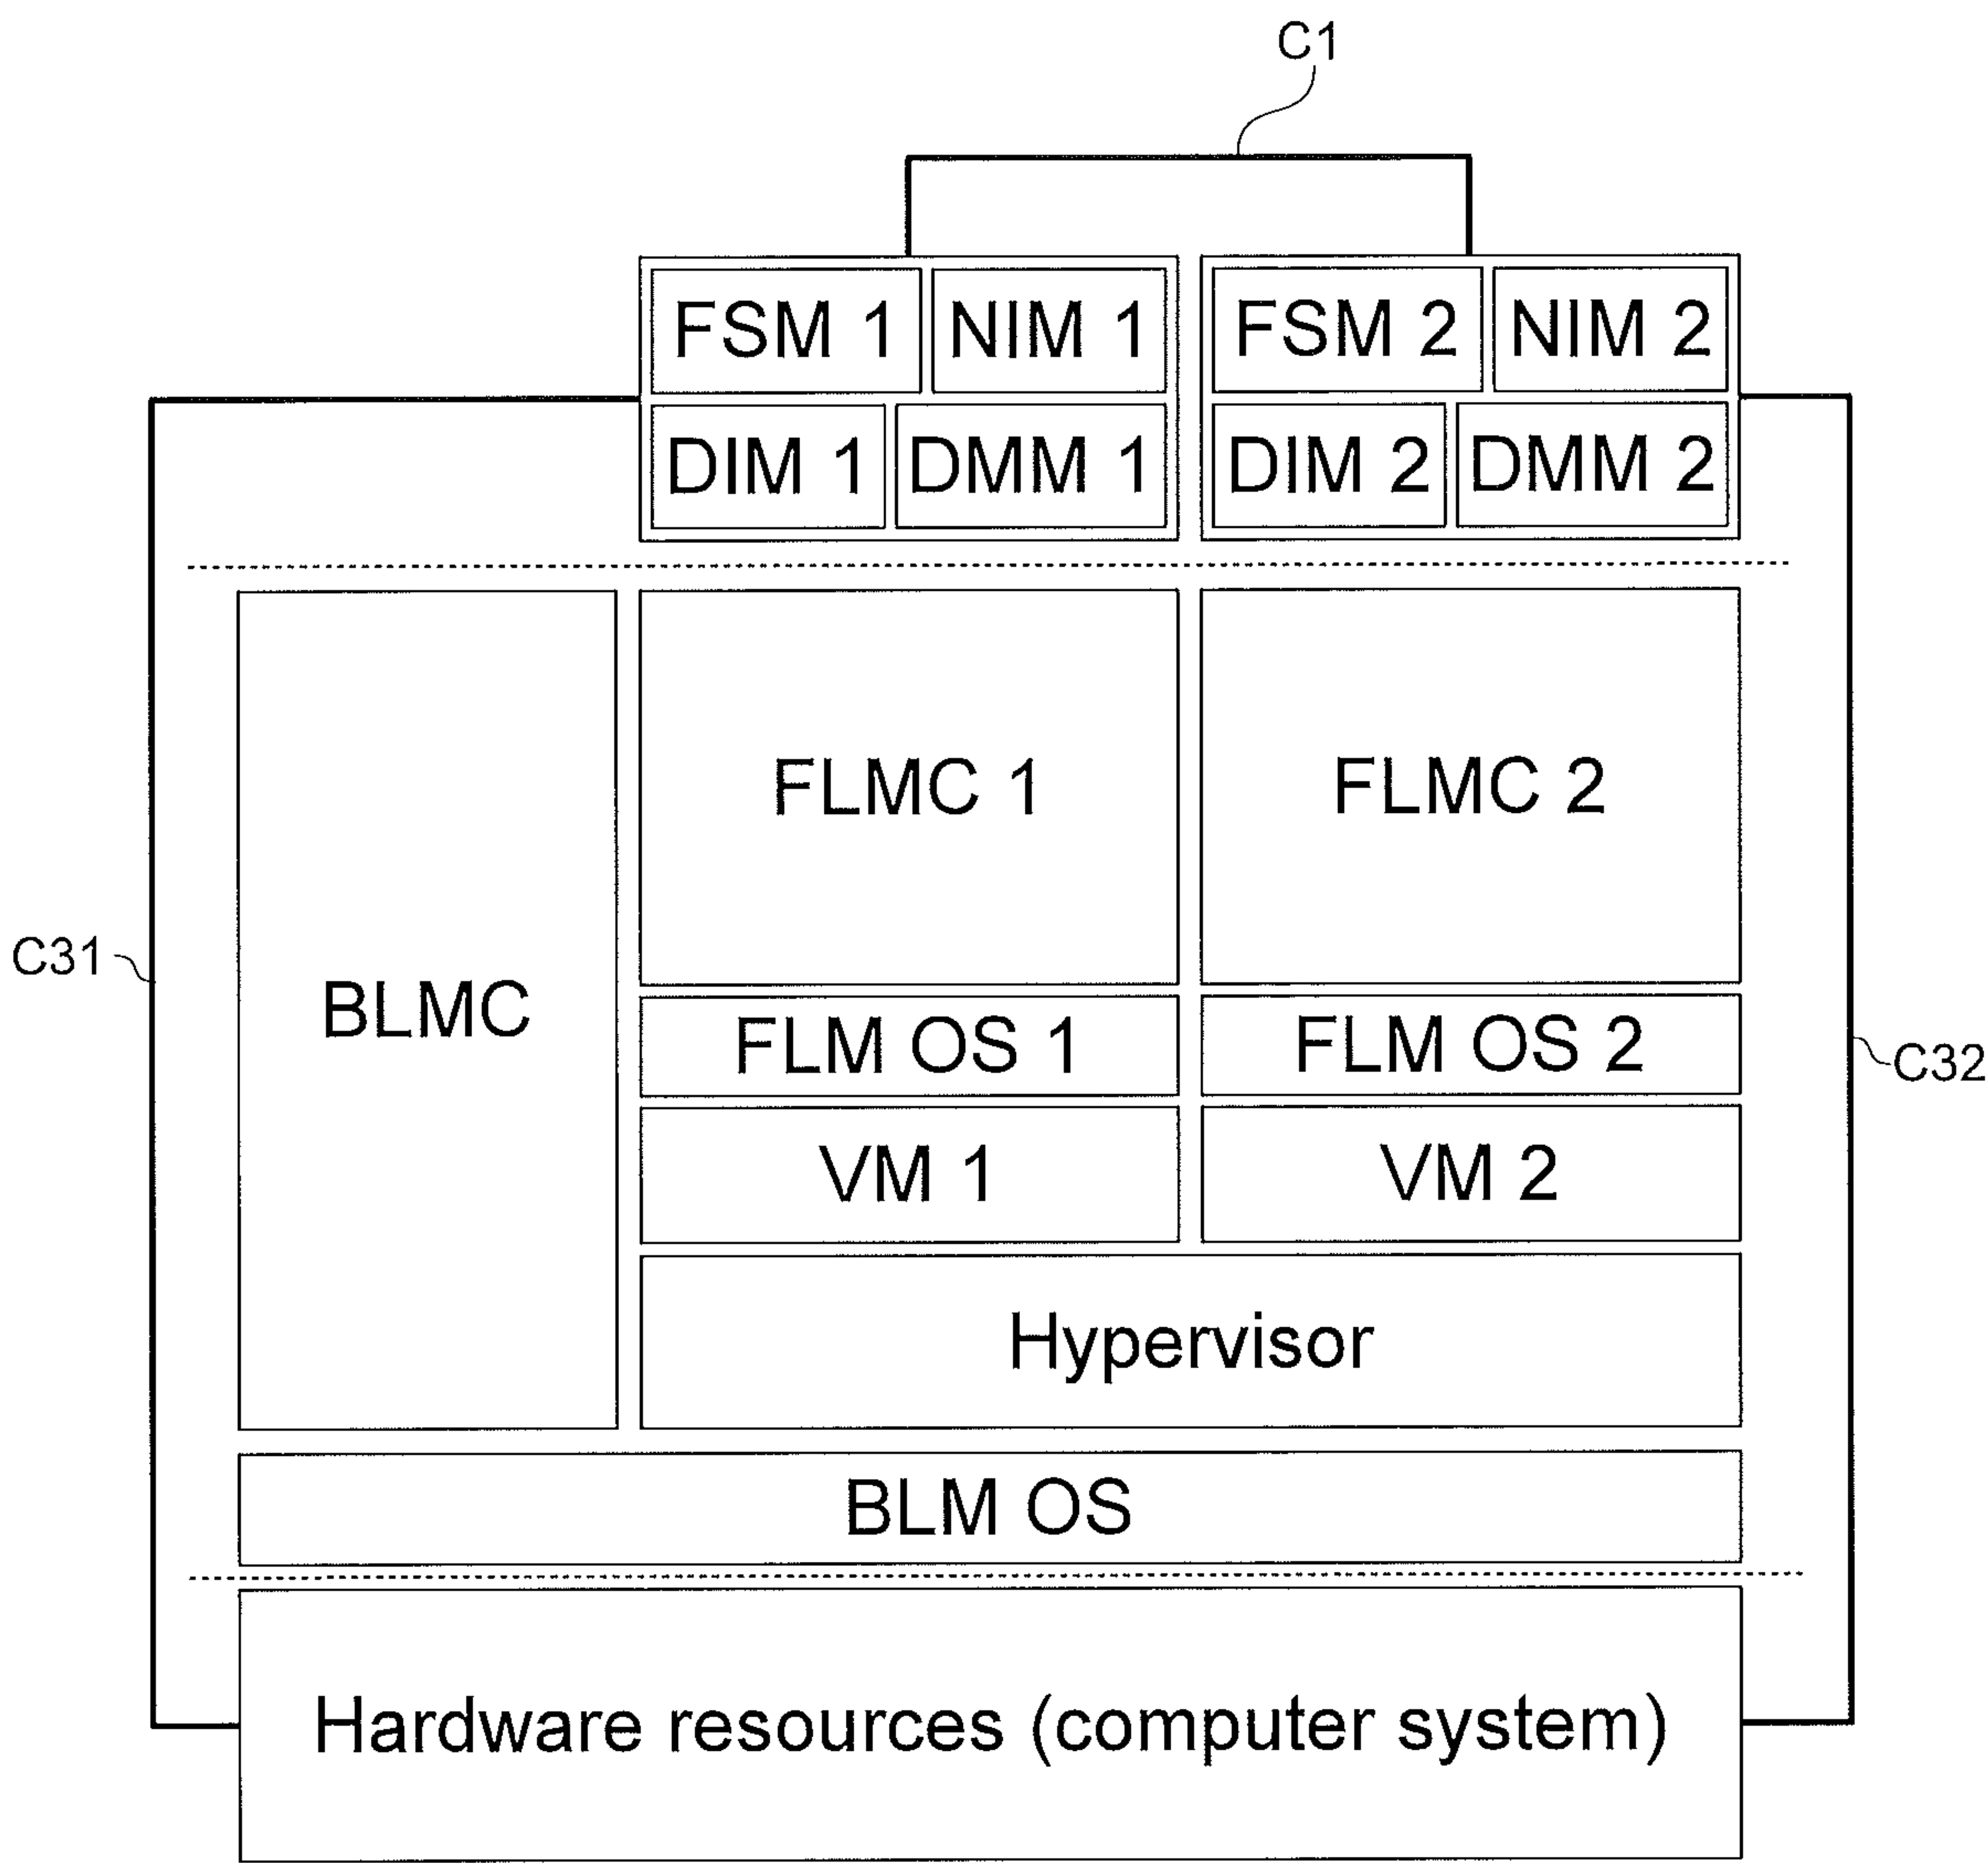 C1
FSM 1 NIM 1 FSM 2 NIM 2
DIM 1 DMM 1 DIM 2 DMM 2
FLMC 1 FLMC 2
C31
BLMC
FLM OS 1 FLM OS 2
C32
VM 1 VM 2
Hypervisor
BLM OS
Hardware resources (computer system)